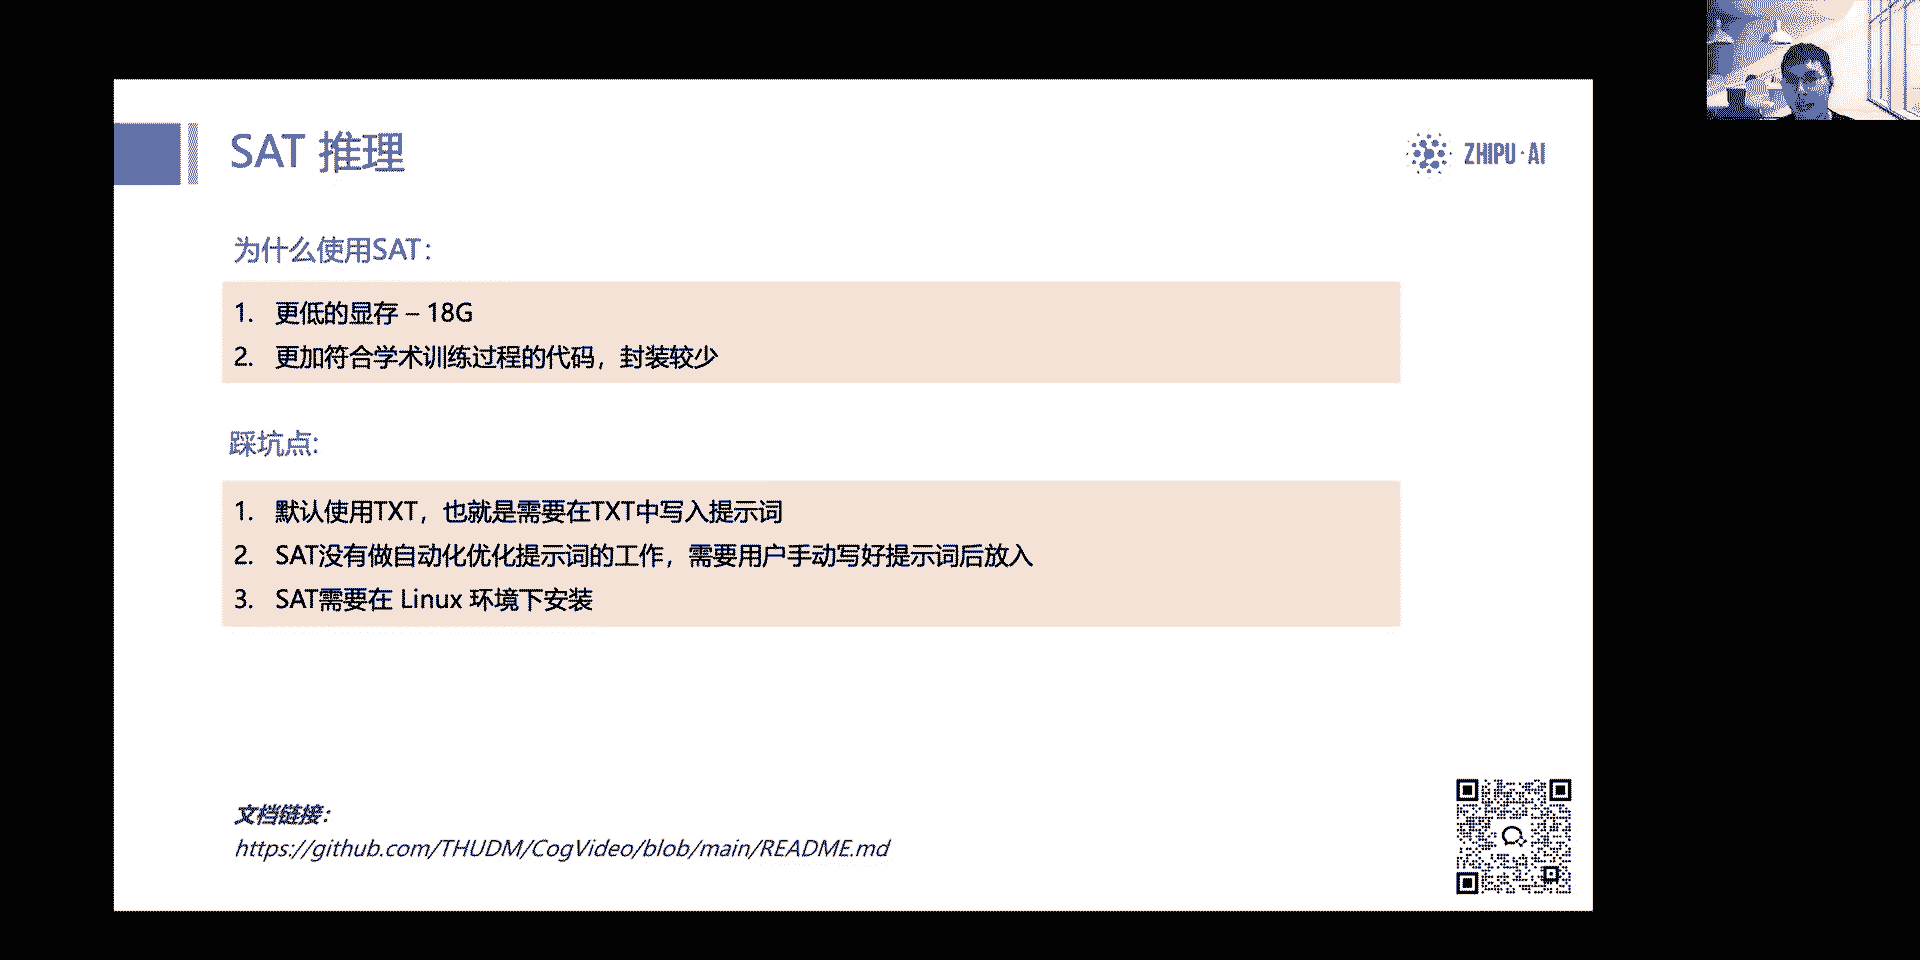 SAT 推理
ZHIPU·AI
为什么使用SAT：
1. 更低的显存 – 18G
2. 更加符合学术训练过程的代码，封装较少
踩坑点:
1. 默认使用TXT，也就是需要在TXT中写入提示词
2. SAT没有做自动化优化提示词的工作，需要用户手动写好提示词后放入
3. SAT需要在 Linux 环境下安装
文档链接：
https://github.com/THUDM/CogVideo/blob/main/README.md